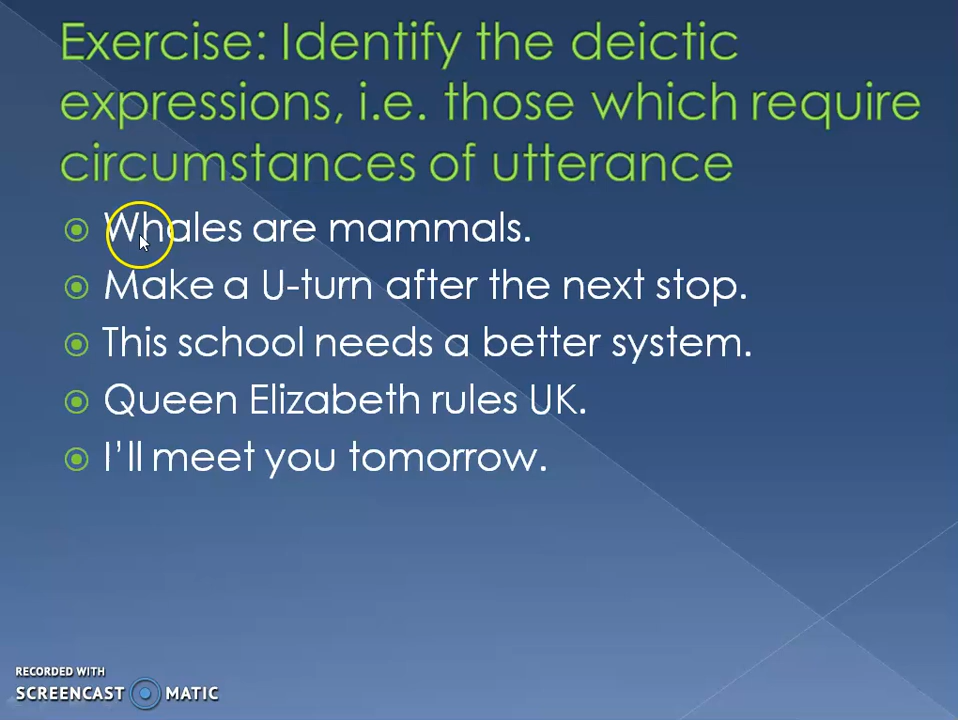 Exercise: Identify the deictic
expressions, i.e. those which require
circumstances of utterance
Whales are mammals.
Make a U-turn after the next stop.
This school needs a better system.
Queen Elizabeth rules UK.
I'll meet you tomorrow.
RECORDED WITH
SCREENCAST MATIC